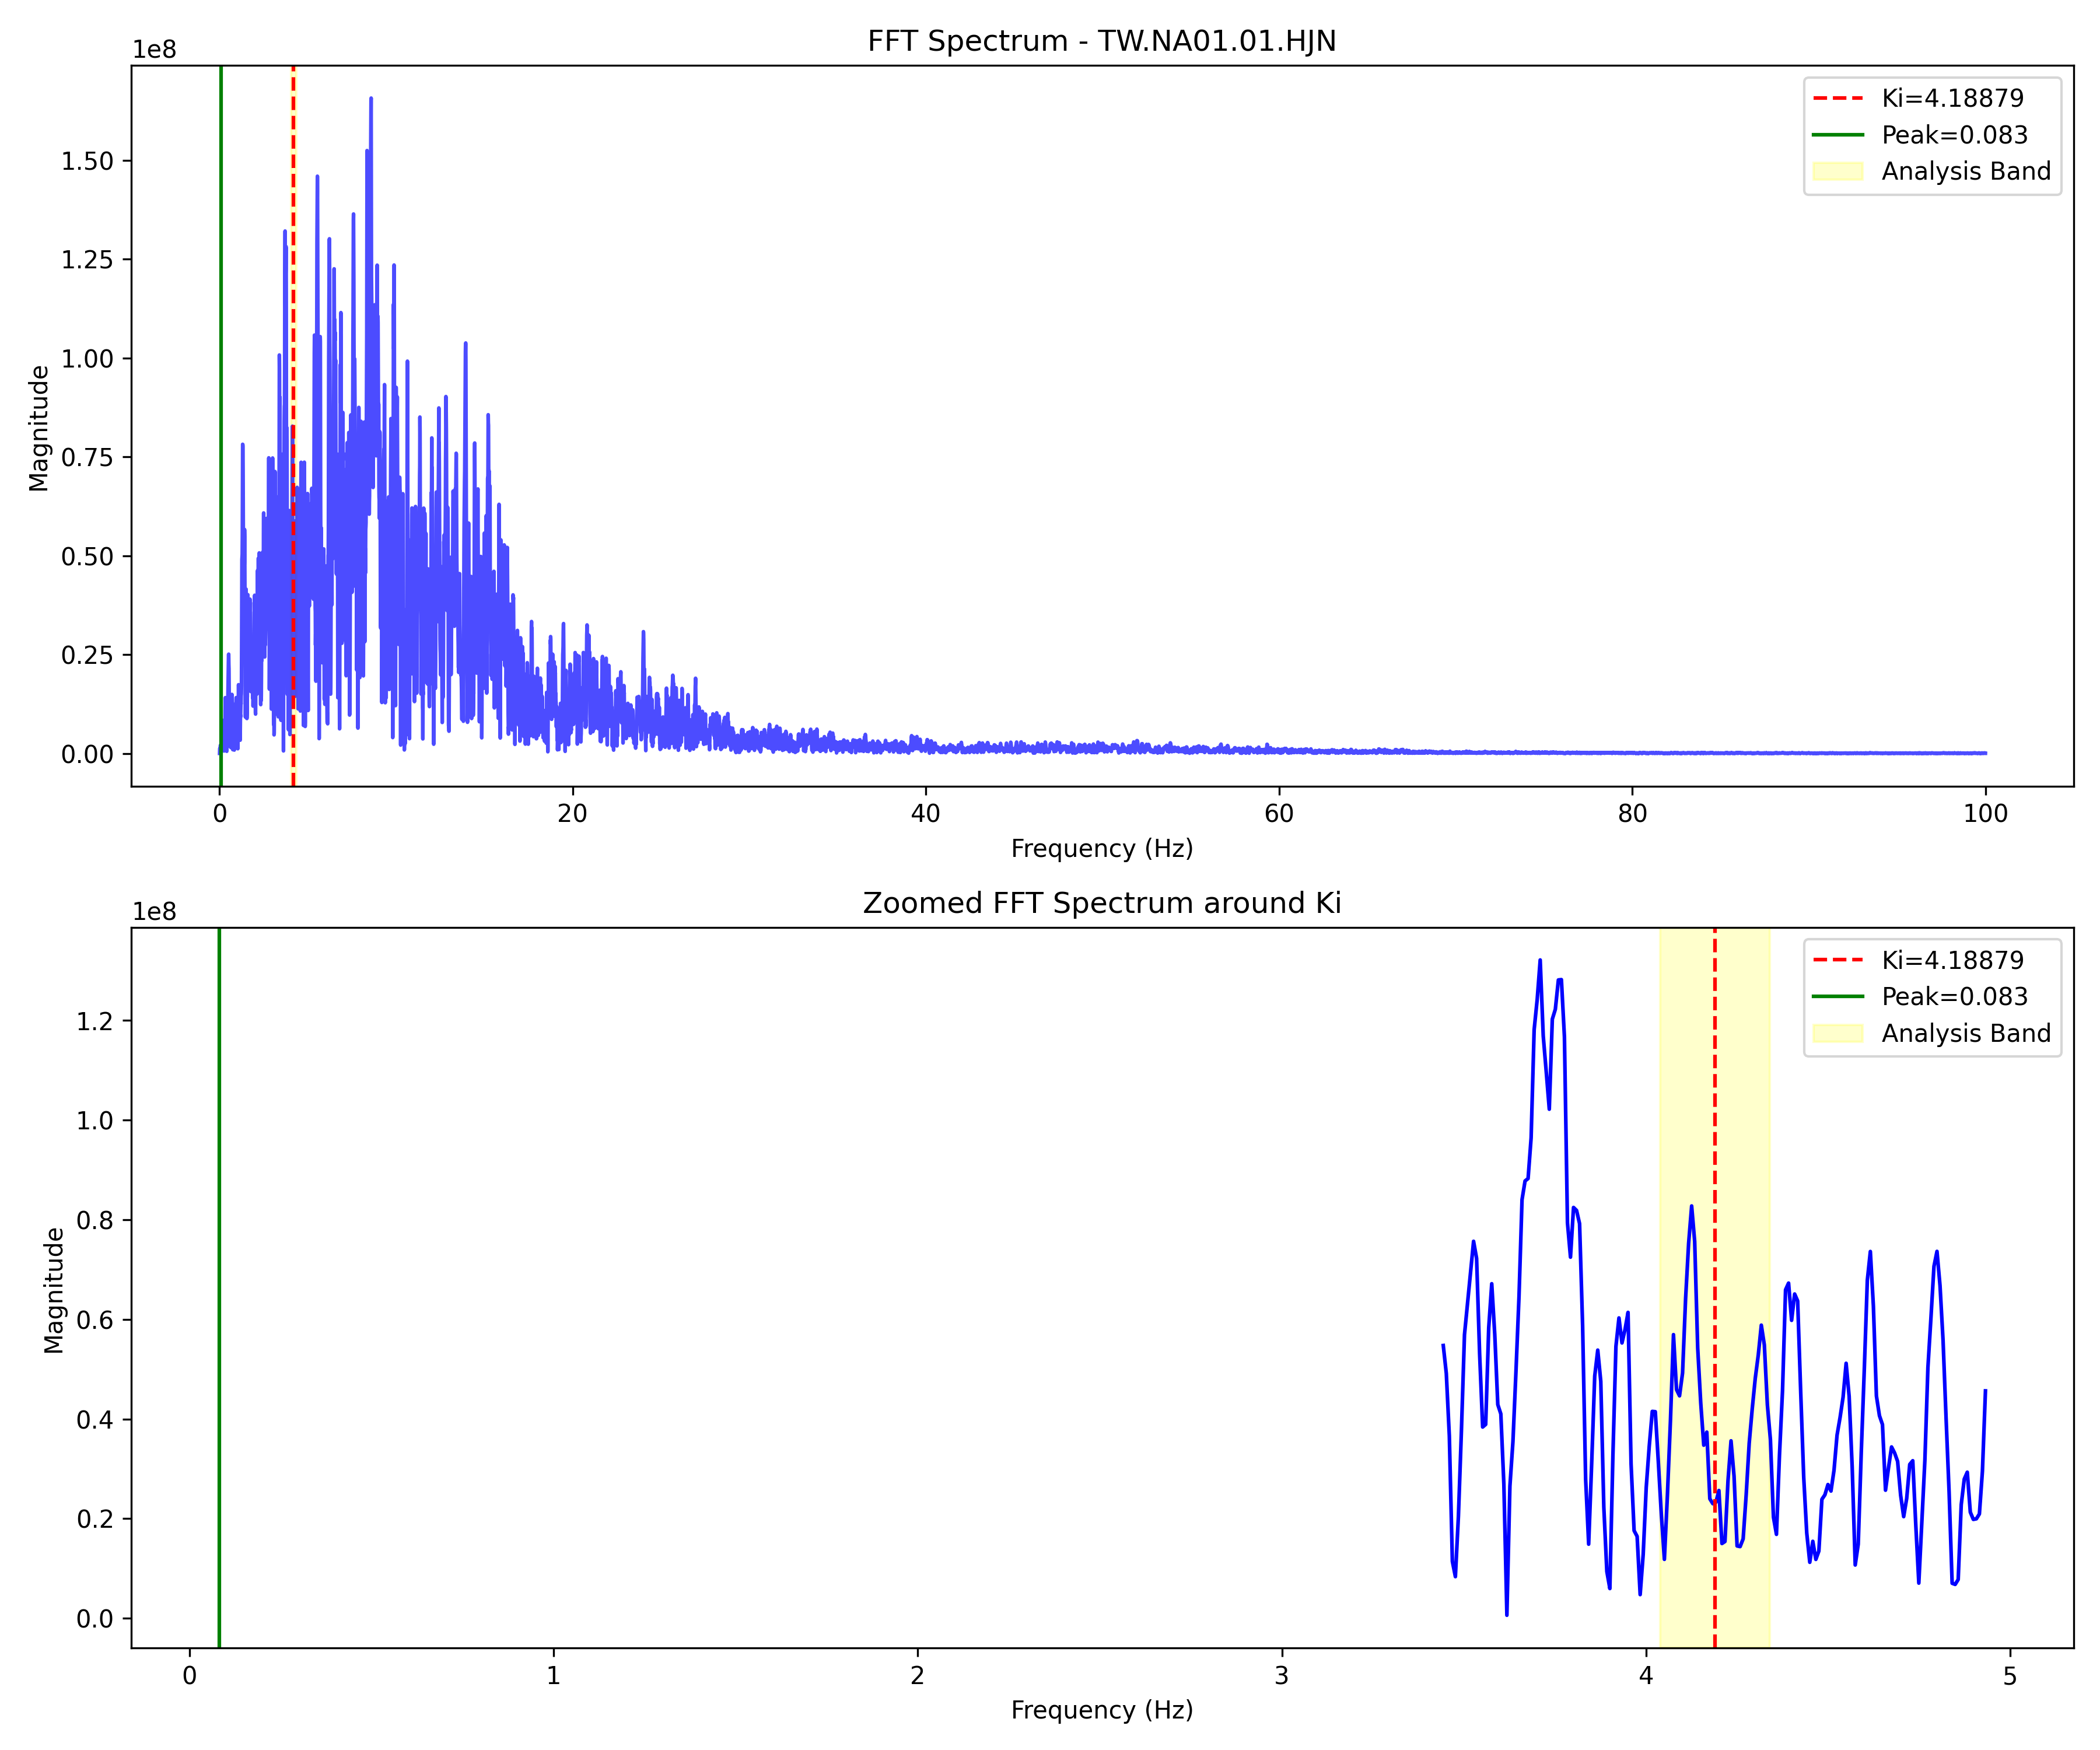 FFT Spectrum - TW.NA01.01.HJN
1e8
Ki=4.18879
Peak=0.083
Analysis Band
Magnitude
1.50
1.25
1.00
0.75
0.50
0.25
0.00
0 20 40 60 80 100
Frequency (Hz)
Zoomed FFT Spectrum around Ki
1e8
Ki=4.18879
Peak=0.083
Analysis Band
Magnitude
1.2
1.0
0.8
0.6
0.4
0.2
0.0
0 1 2 3 4 5
Frequency (Hz)